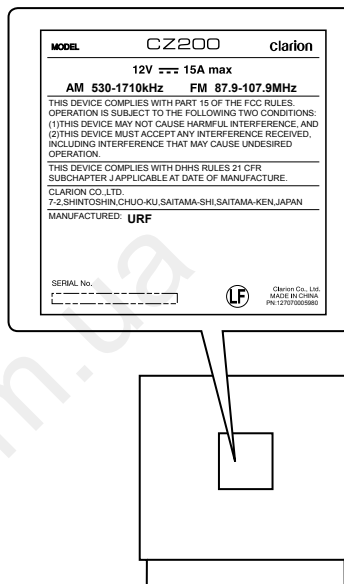 MODEL CZ200 Clarion
12V 15A max
AM 530-1710kHz FM 87.9-107.9MHz
THIS DEVICE COMPLIES WITH PART 15 OF THE FCC RULES.
OPERATION IS SUBJECT TO THE FOLLOWING TWO CONDITIONS:
(1)THIS DEVICE MAY NOT CAUSE HARMFUL INTERFERENCE, AND
(2)THIS DEVICE MUST ACCEPT ANY INTERFERENCE RECEIVED,
INCLUDING INTERFERENCE THAT MAY CAUSE UNDESIRED
OPERATION.
THIS DEVICE COMPLIES WITH DHHS RULES 21 CFR
SUBCHAPTER J APPLICABLE AT DATE OF MANUFACTURE.
CLARION CO.,LTD.
7-2,SHINTOSHIN,CHUO-KU,SAITAMA-SHI,SAITAMA-KEN,JAPAN
MANUFACTURED: URF
SERIAL No.
LF
Clarion Co., Ltd.
MADE IN CHINA
PN:127070005980
m.ua